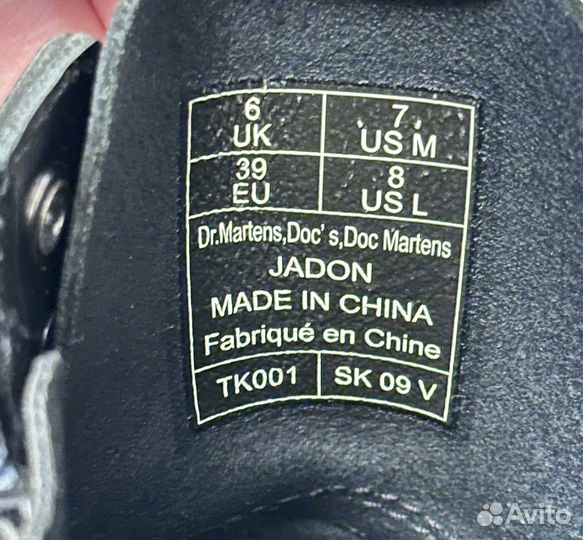 6 7
UK US M
39 8
EU US L
Dr.Martens,Doc's,Doc Martens
JADON
MADE IN CHINA
Fabriqué en Chine
TK001 SK 09 V
Avito